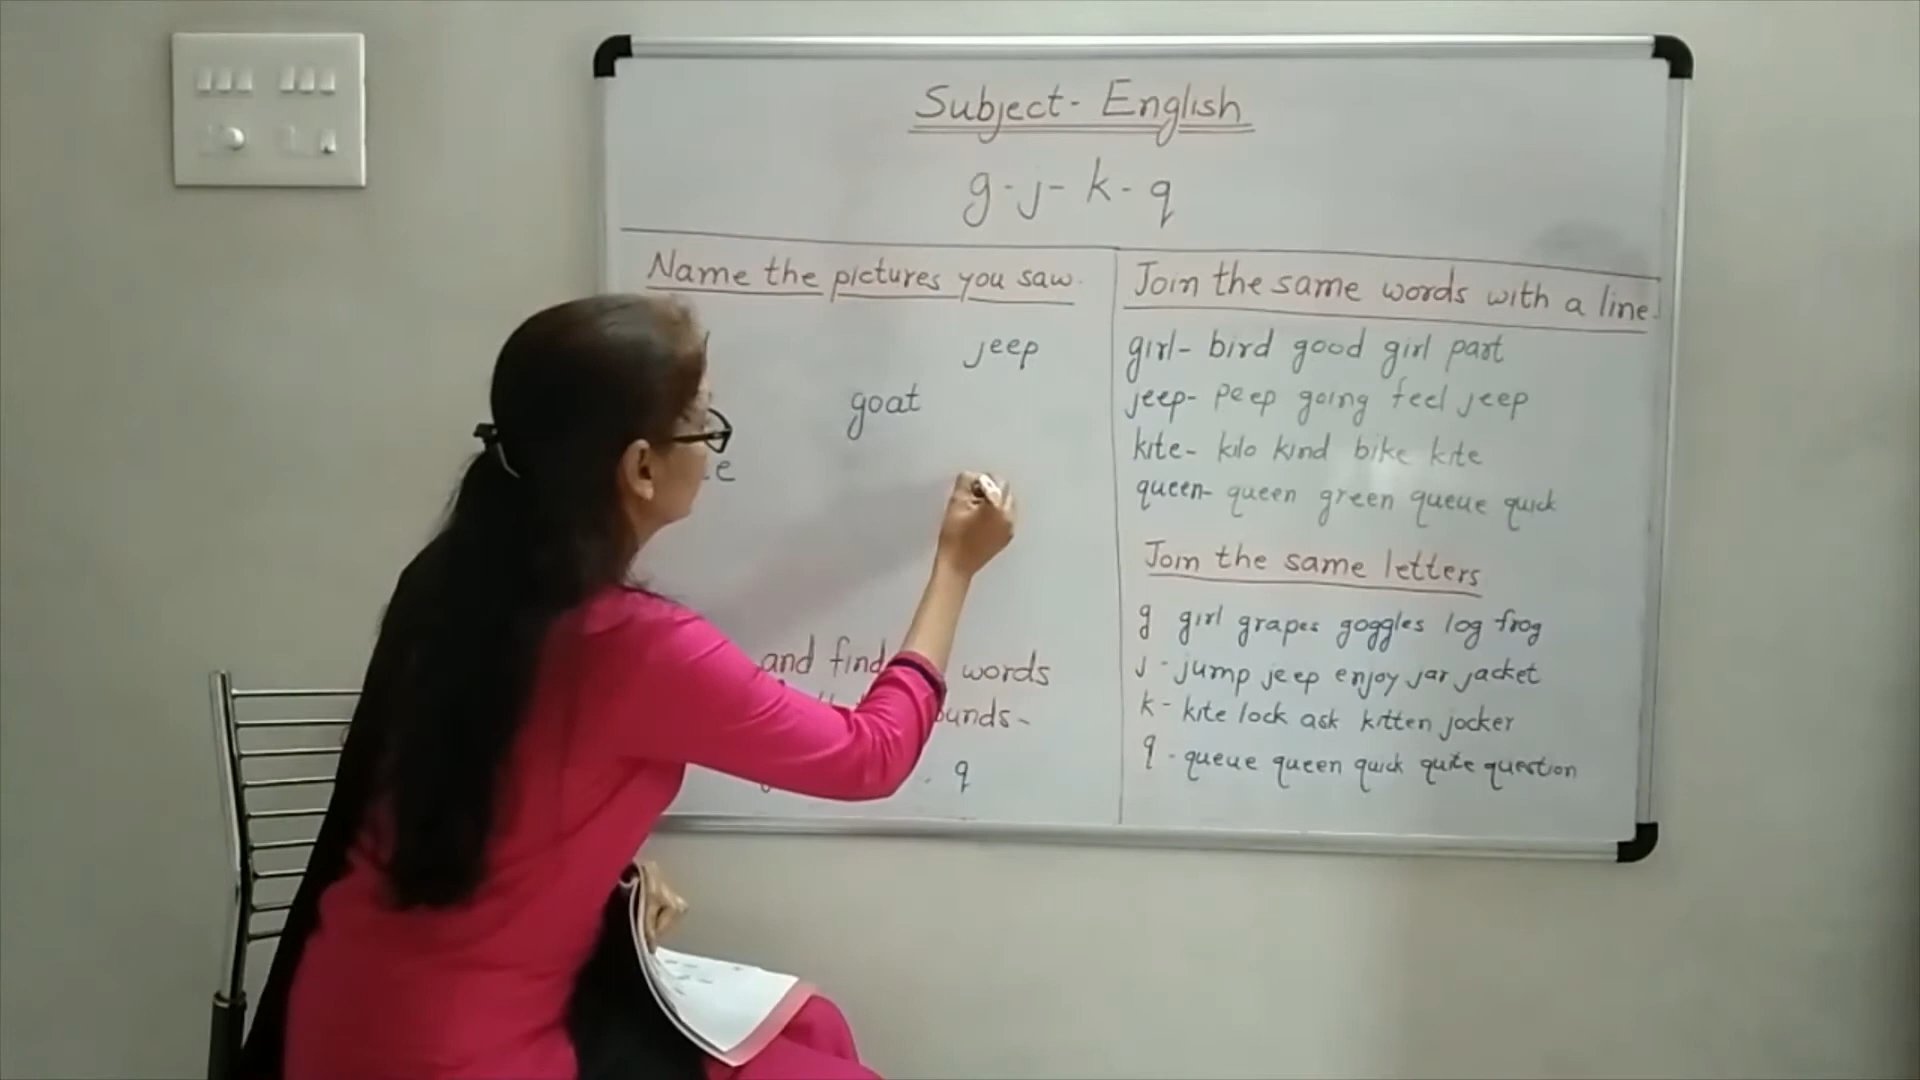 Subject - English
g - j - k - q
Name the pictures you saw.
jeep
goat
and find words
q
Join the same words with a line.
girl - bird good girl part
jeep - peep going feel jeep
kite - kilo kind bike kite
queen - queen green queue quick
Join the same letters
g girl grapes goggles log frog
j - jump jeep enjoy jar jacket
k - kite lock ask kitten jocker
q - queue queen quick quite question